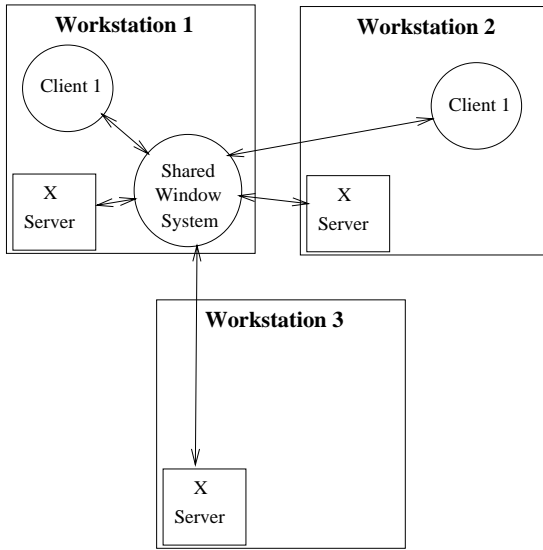 Workstation 1
Client 1
Shared
Window
System
X
Server
Workstation 2
Client 1
X
Server
Workstation 3
X
Server